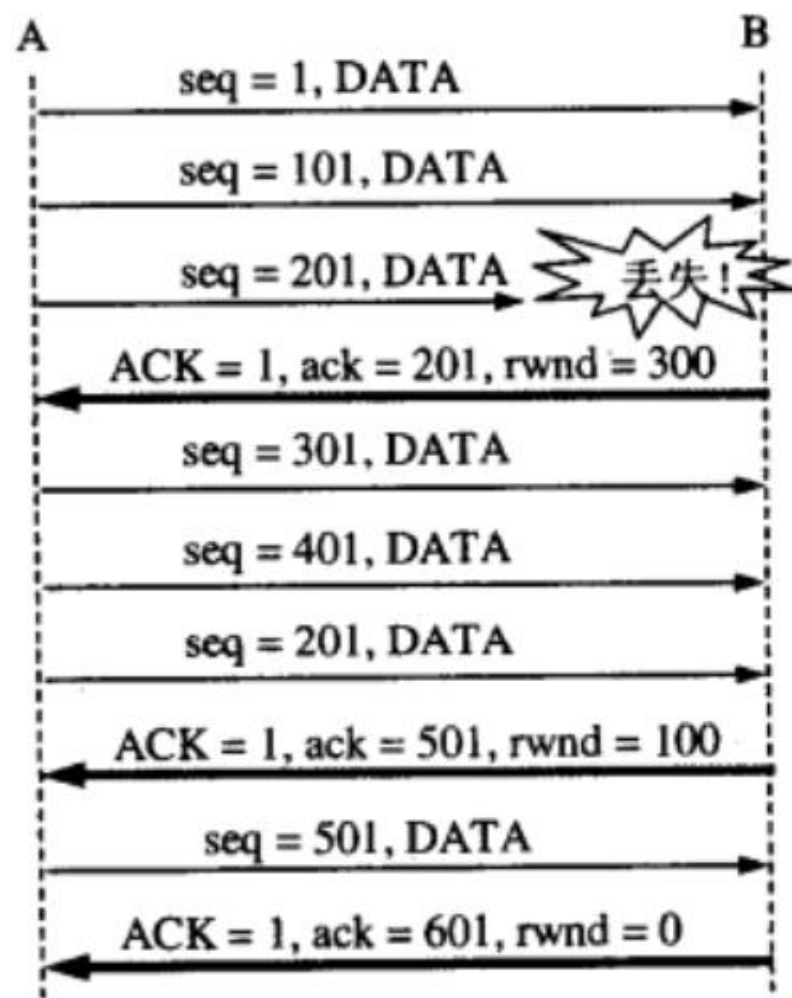 A B
seq = 1, DATA
seq = 101, DATA
seq = 201, DATA 丢失!
ACK = 1, ack = 201, rwnd = 300
seq = 301, DATA
seq = 401, DATA
seq = 201, DATA
ACK = 1, ack = 501, rwnd = 100
seq = 501, DATA
ACK = 1, ack = 601, rwnd = 0